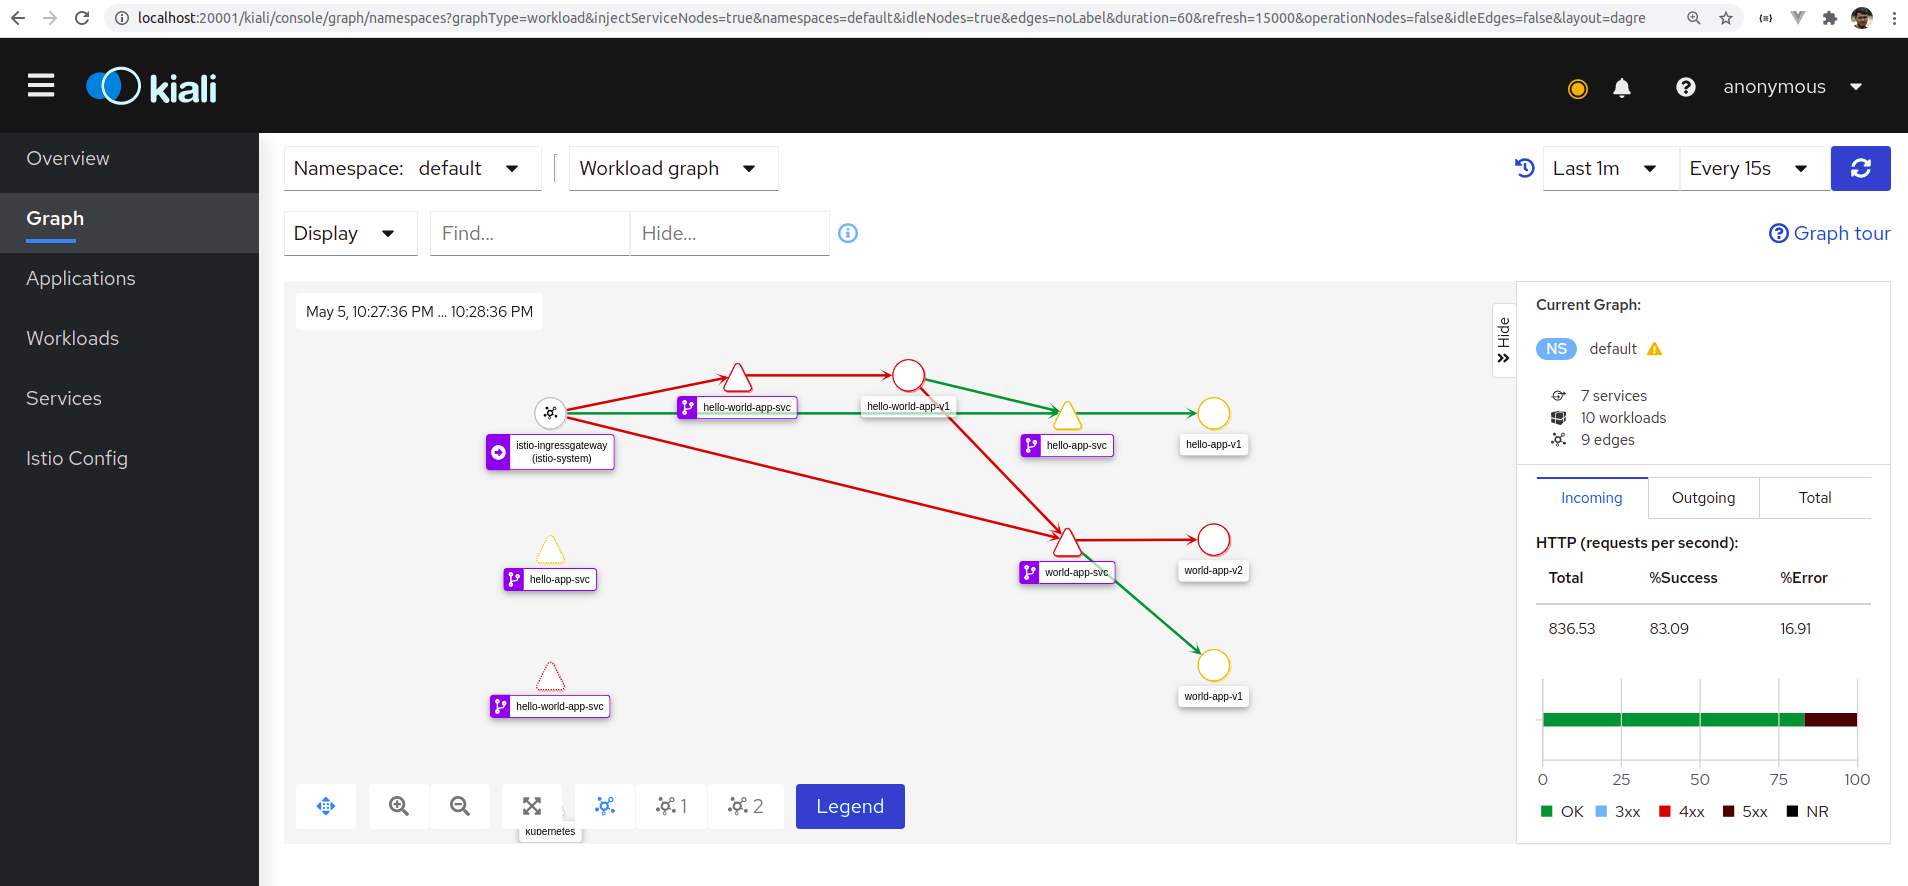 localhost:20001/kiali/console/graph/namespaces?graphType=workload&injectServiceNodes=true&namespaces=default&idleNodes=true&edges=noLabel&duration=60&refresh=15000&operationNodes=false&idleEdges=false&layout=dagre
kiali
anonymous
Overview
Graph
Applications
Workloads
Services
Istio Config
Namespace: default
Workload graph
Last 1m
Every 15s
Display
Find...
Hide...
Graph tour
May 5, 10:27:36 PM ... 10:28:36 PM
Hide
hello-world-app-svc
hello-world-app-v1
istio-ingressgateway
(istio-system)
hello-app-svc
hello-app-v1
hello-app-svc
world-app-svc
world-app-v2
hello-world-app-svc
world-app-v1
kubernetes
1
2
Legend
Current Graph:
NS default
7 services
10 workloads
9 edges
Incoming
Outgoing
Total
HTTP (requests per second):
Total %Success %Error
836.53 83.09 16.91
0 25 50 75 100
OK 3xx 4xx 5xx NR